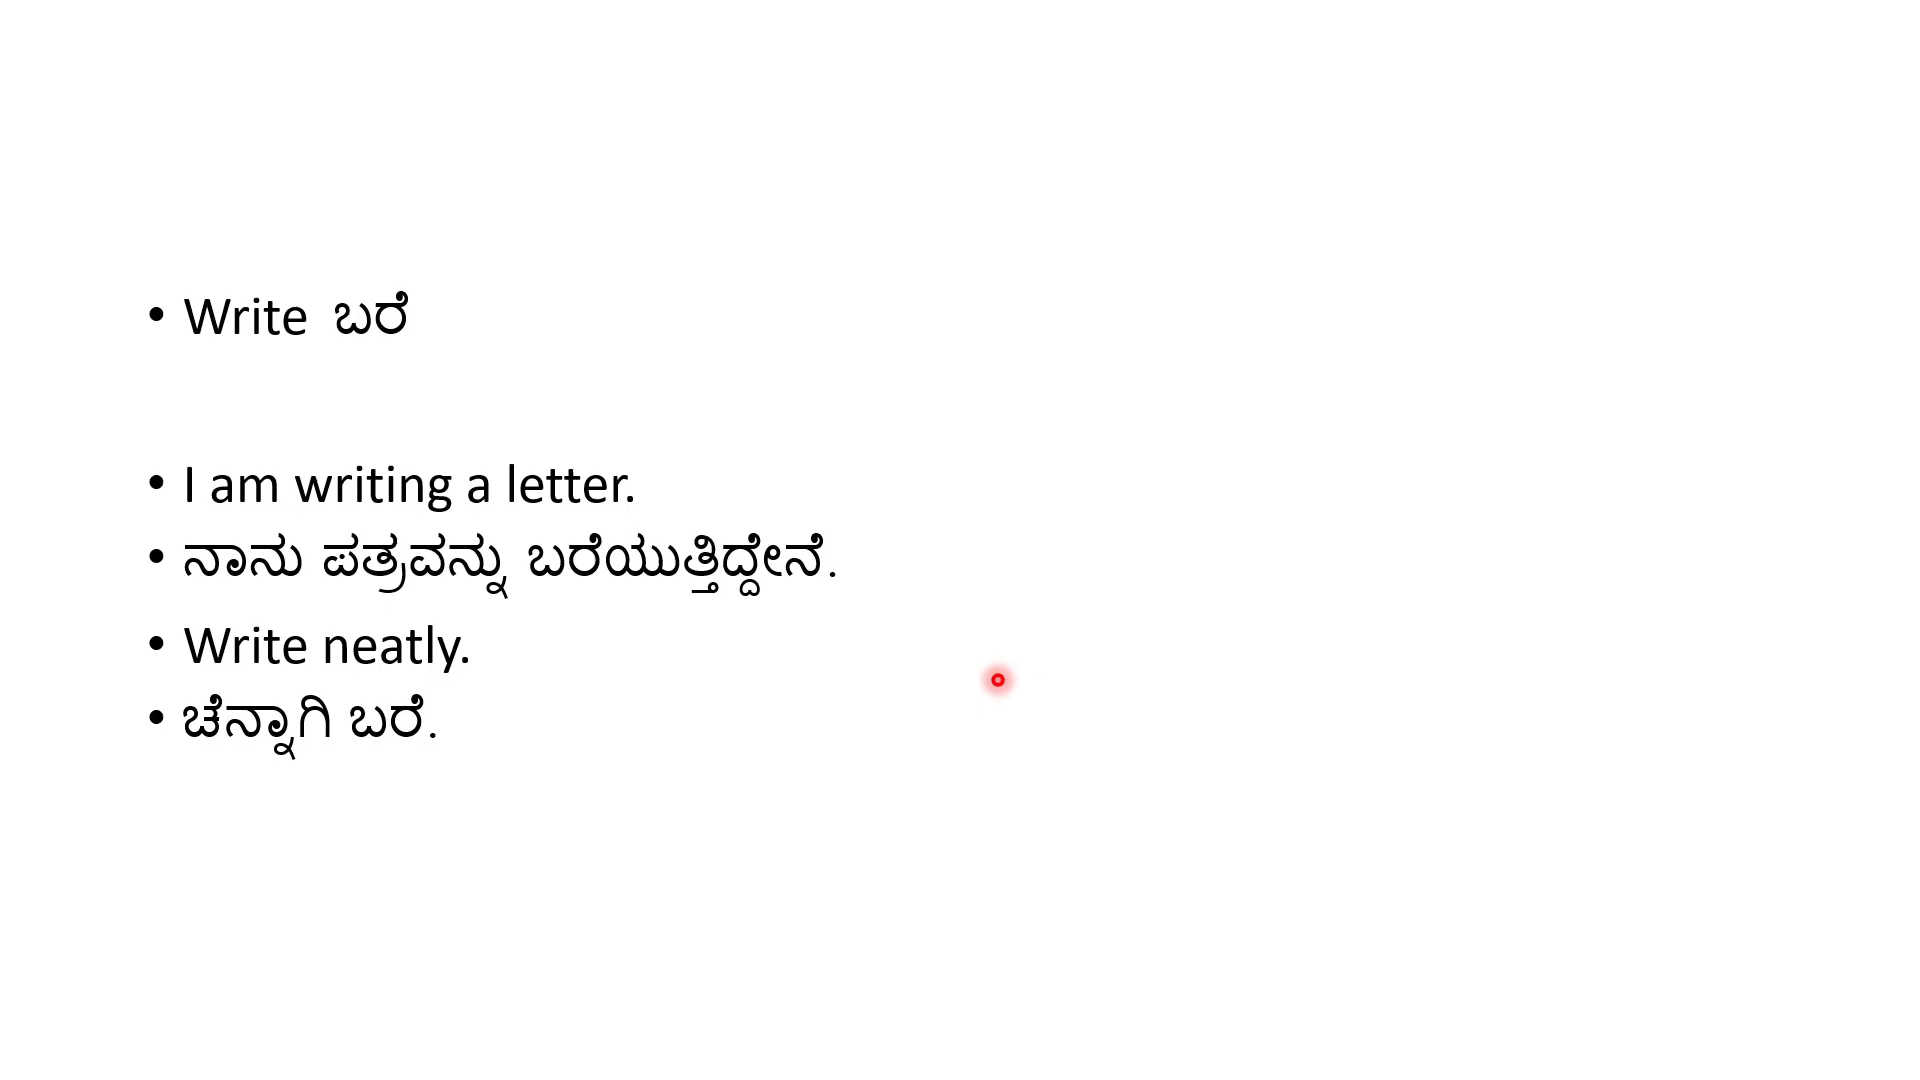 • Write ಬರೆ
• I am writing a letter.
• ನಾನು ಪತ್ರವನ್ನು ಬರೆಯುತ್ತಿದ್ದೇನೆ.
• Write neatly.
• ಚೆನ್ನಾಗಿ ಬರೆ.